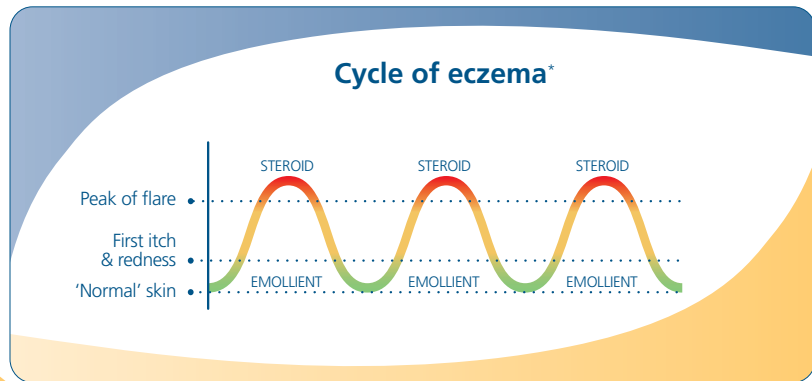 Cycle of eczema*
STEROID STEROID STEROID
Peak of flare
First itch
& redness
EMOLLIENT EMOLLIENT EMOLLIENT
'Normal' skin